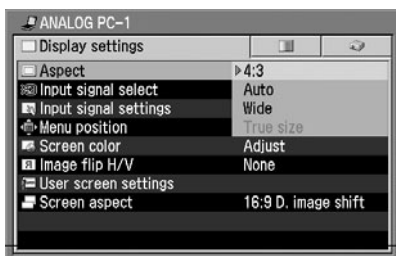 ANALOG PC-1
Display settings
Aspect 4:3
Input signal select Auto
Input signal settings Wide
Menu position True size
Screen color Adjust
Image flip H/V None
User screen settings
Screen aspect 16:9 D. image shift